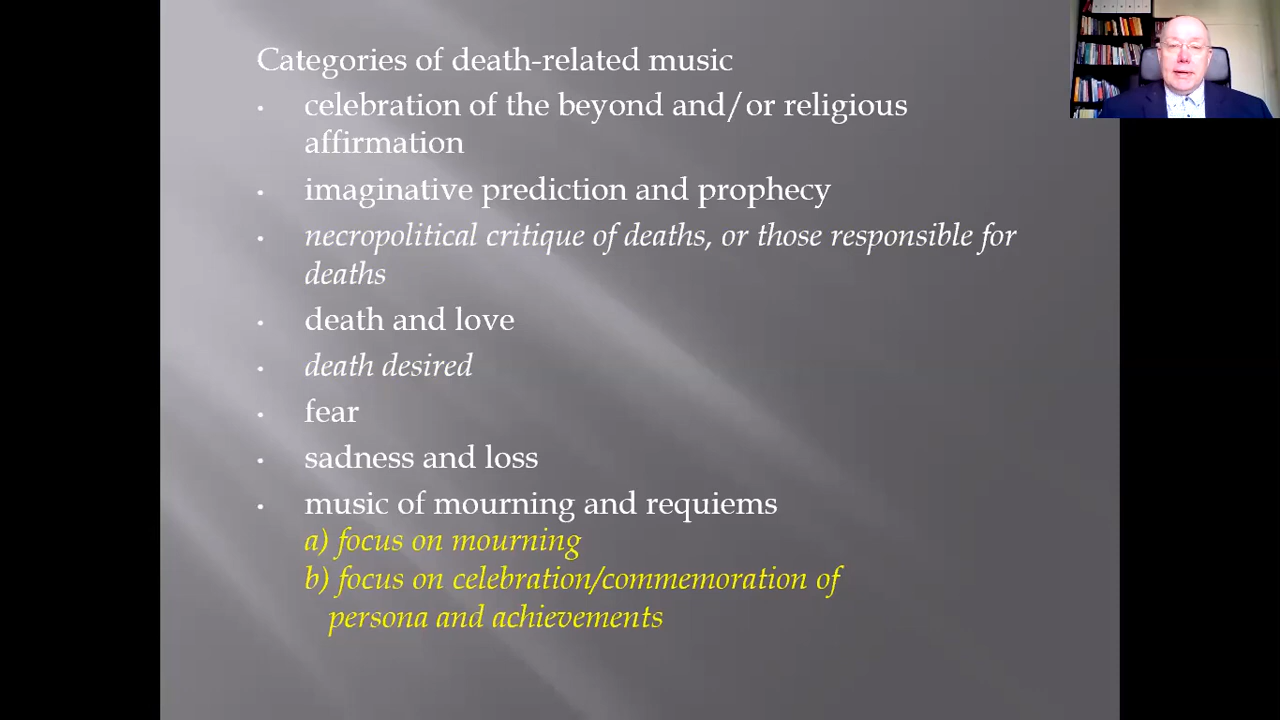 Categories of death-related music
• celebration of the beyond and/or religious
affirmation
• imaginative prediction and prophecy
• necropolitical critique of deaths, or those responsible for
deaths
• death and love
• death desired
• fear
• sadness and loss
• music of mourning and requiems
a) focus on mourning
b) focus on celebration/commemoration of
persona and achievements